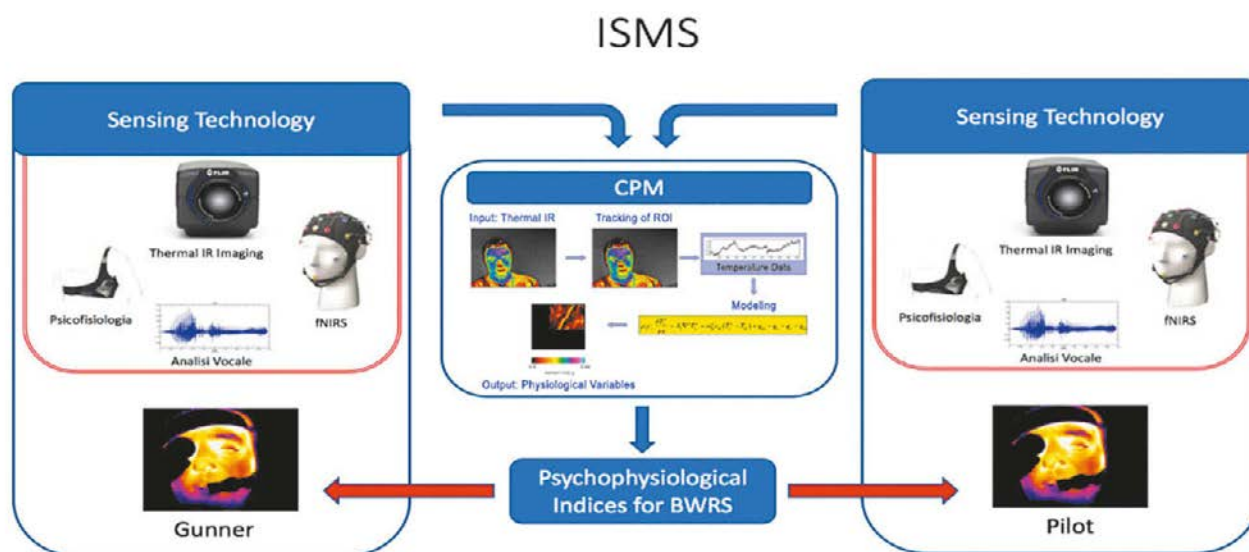 ISMS
Sensing Technology
FLIR
Thermal IR Imaging
Psicofisiologia
fNIRS
Analisi Vocale
Gunner
CPM
Input: Thermal IR
Tracking of ROI
Temperature Data
Modeling
Output: Physiological Variables
Psychophysiological
Indices for BWRS
Sensing Technology
FLIR
Thermal IR Imaging
Psicofisiologia
fNIRS
Analisi Vocale
Pilot